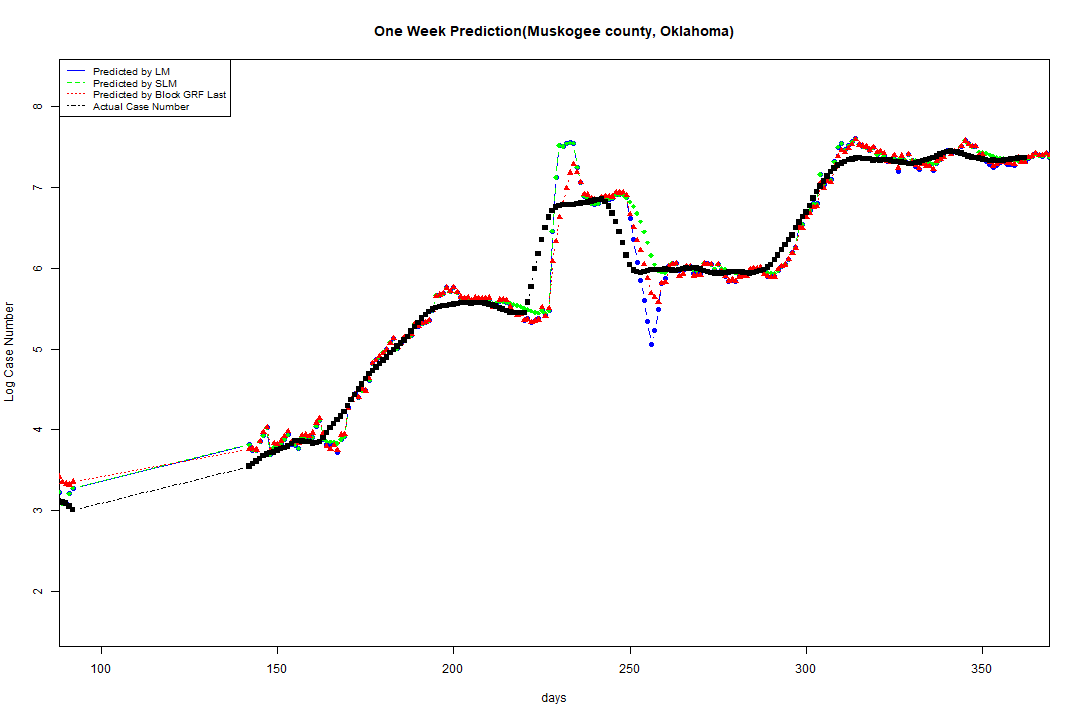 One Week Prediction(Muskogee county, Oklahoma)
Predicted by LM
Predicted by SLM
Predicted by Block GRF Last
Actual Case Number
8
7
6
5
4
3
2
Log Case Number
100 150 200 250 300 350
days